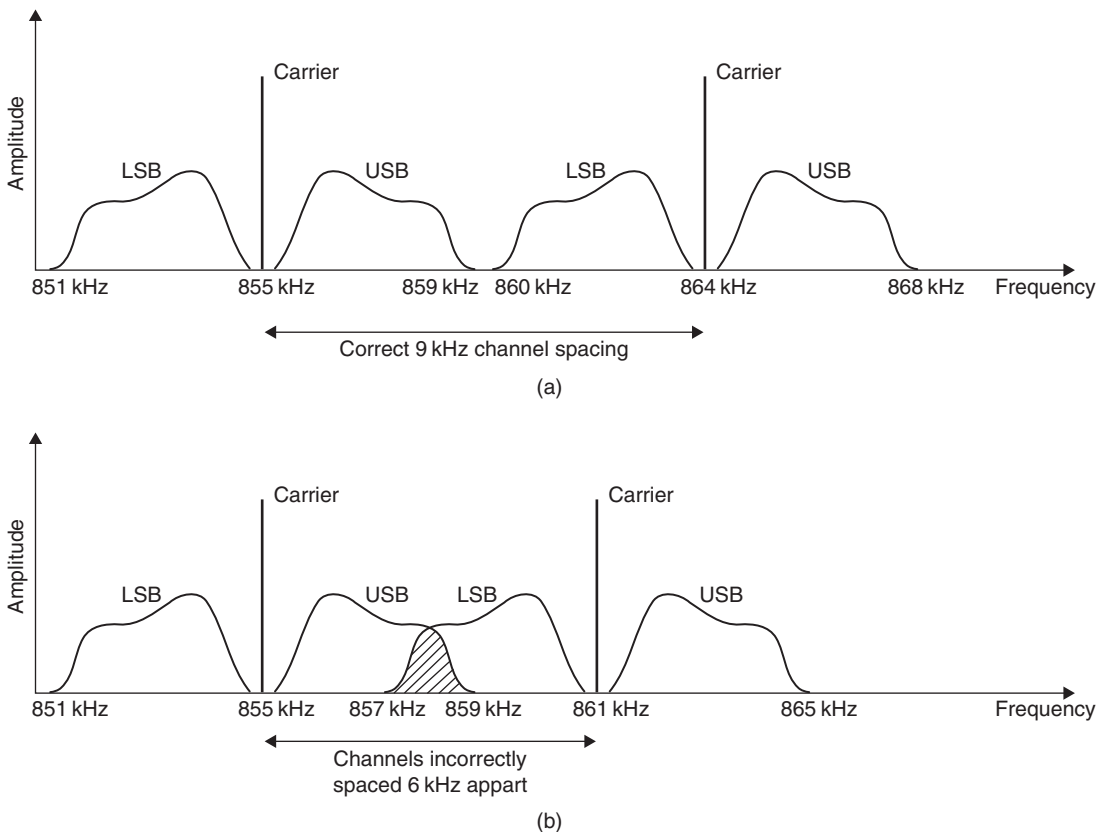 Amplitude
Carrier
Carrier
LSB
USB
LSB
USB
851 kHz
855 kHz
859 kHz
860 kHz
864 kHz
868 kHz
Frequency
Correct 9 kHz channel spacing
(a)
Amplitude
Carrier
Carrier
LSB
USB
LSB
USB
851 kHz
855 kHz
857 kHz
859 kHz
861 kHz
865 kHz
Frequency
Channels incorrectly
spaced 6 kHz appart
(b)